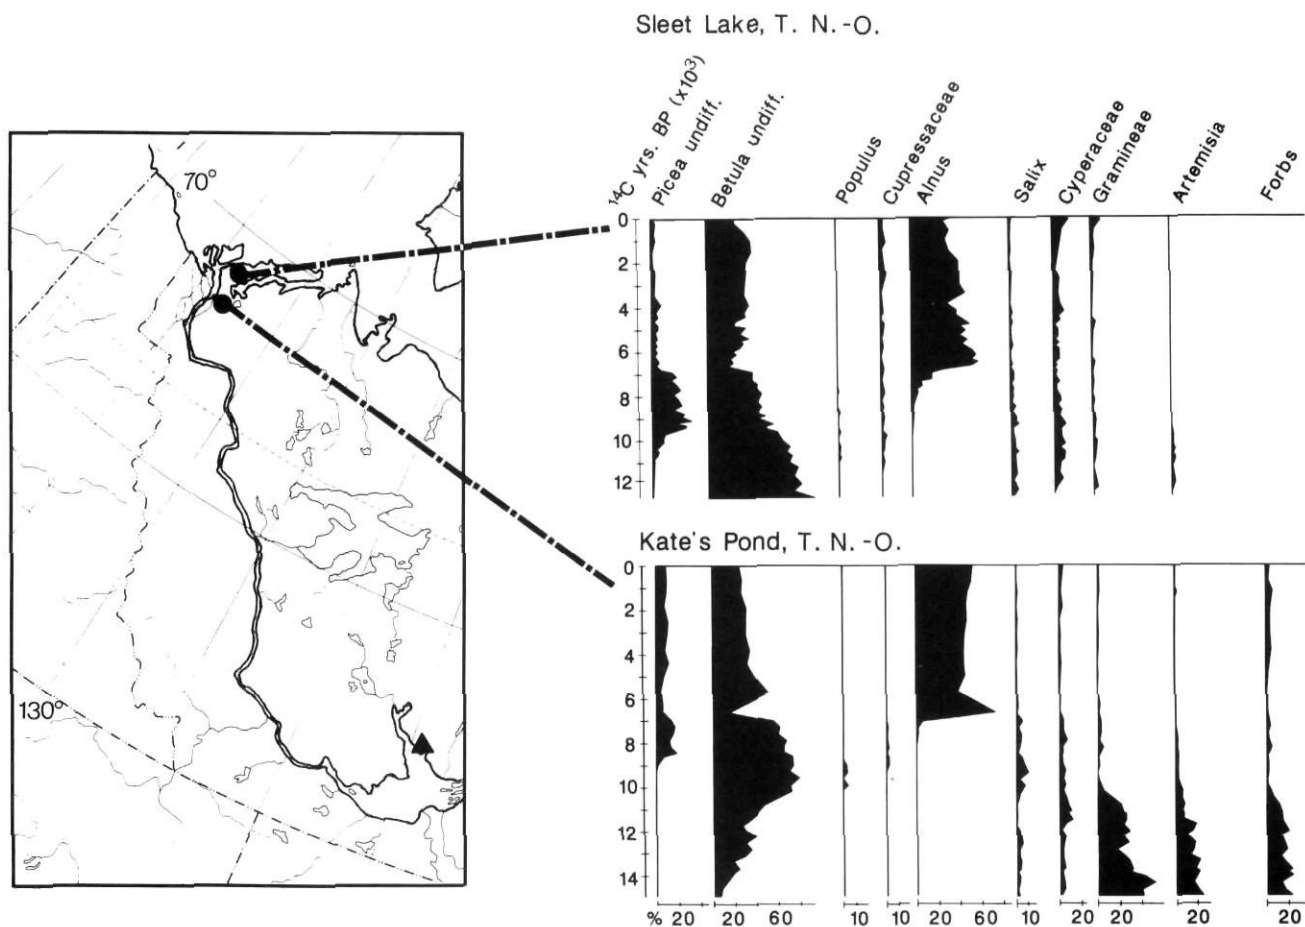 Sleet Lake, T. N.-O.
¹⁴C yrs. BP (x10³)
Picea undiff.
Betula undiff.
Populus
Cupressaceae
Alnus
Salix
Cyperaceae
Gramineae
Artemisia
Forbs
70°
130°
0
2
4
6
8
10
12
Kate's Pond, T. N.-O.
0
2
4
6
8
10
12
14
% 20 20 60 10 10 20 60 10 20 20 20 20